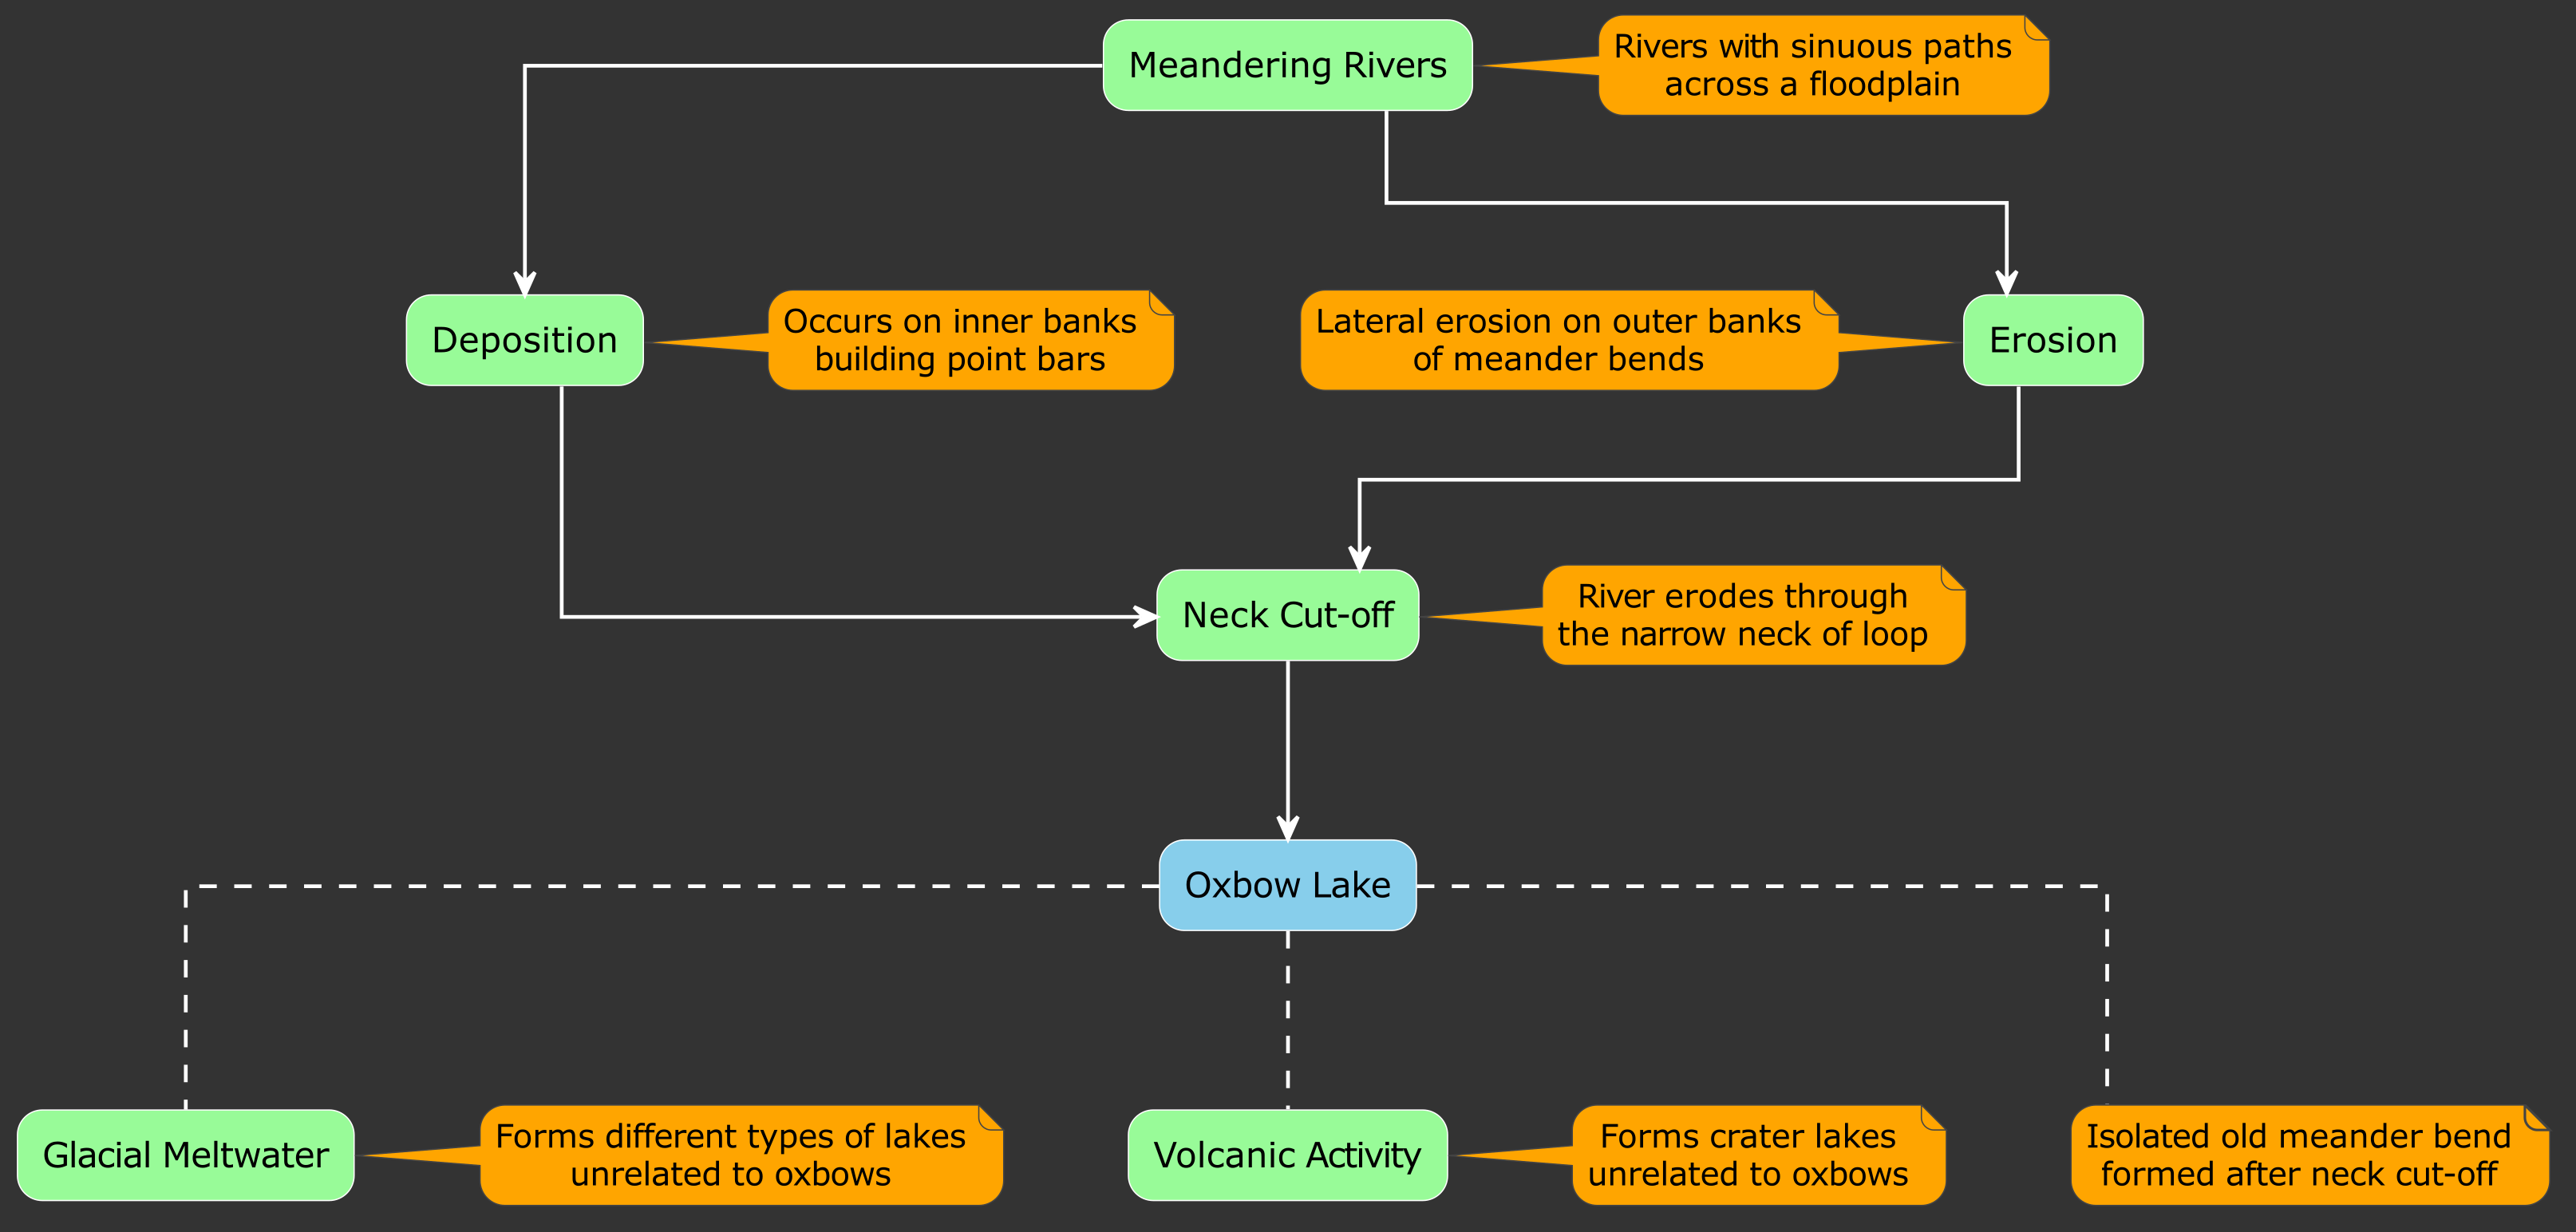 Meandering Rivers
Rivers with sinuous paths
across a floodplain
Deposition
Occurs on inner banks
building point bars
Lateral erosion on outer banks
of meander bends
Erosion
Neck Cut-off
River erodes through
the narrow neck of loop
Oxbow Lake
Glacial Meltwater
Forms different types of lakes
unrelated to oxbows
Volcanic Activity
Forms crater lakes
unrelated to oxbows
Isolated old meander bend
formed after neck cut-off